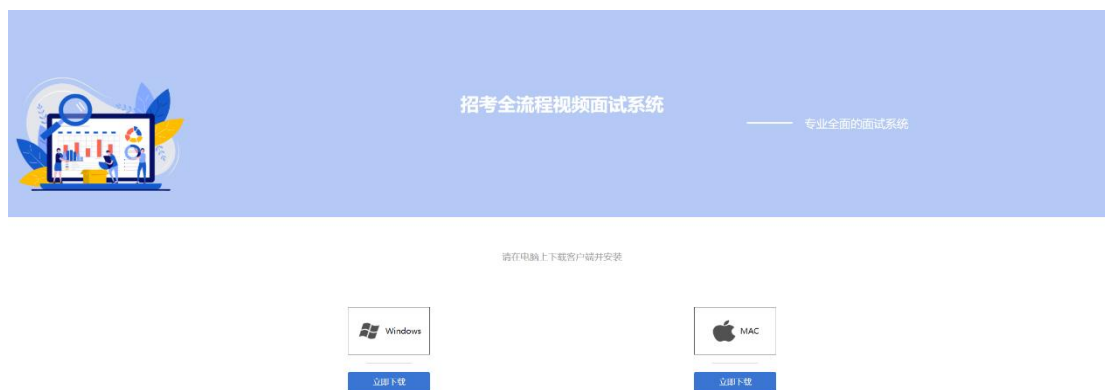 招考全流程视频面试系统
专业全面的面试系统
请在电脑上下载客户端并安装
Windows
MAC
立即下载
立即下载